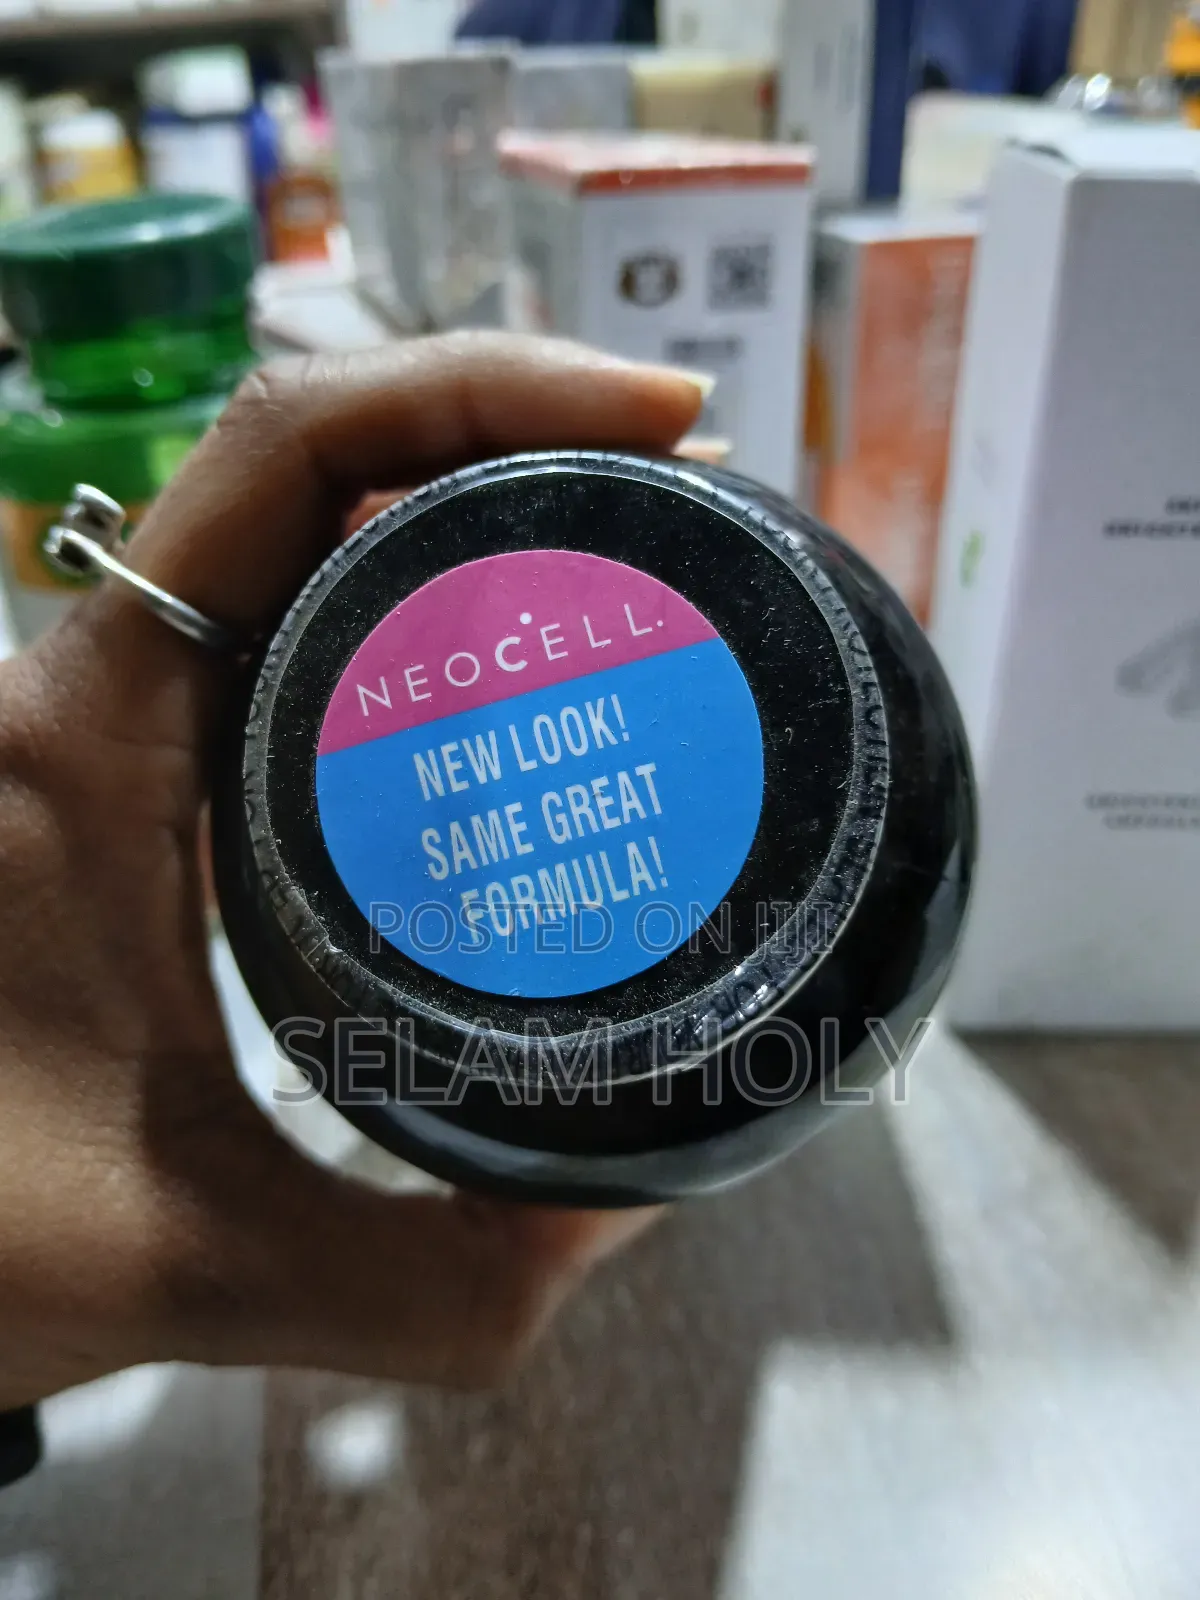 NEOCELL.
NEW LOOK!
SAME GREAT
FORMULA!
POSTED ON JIJI
SELAM HOLY